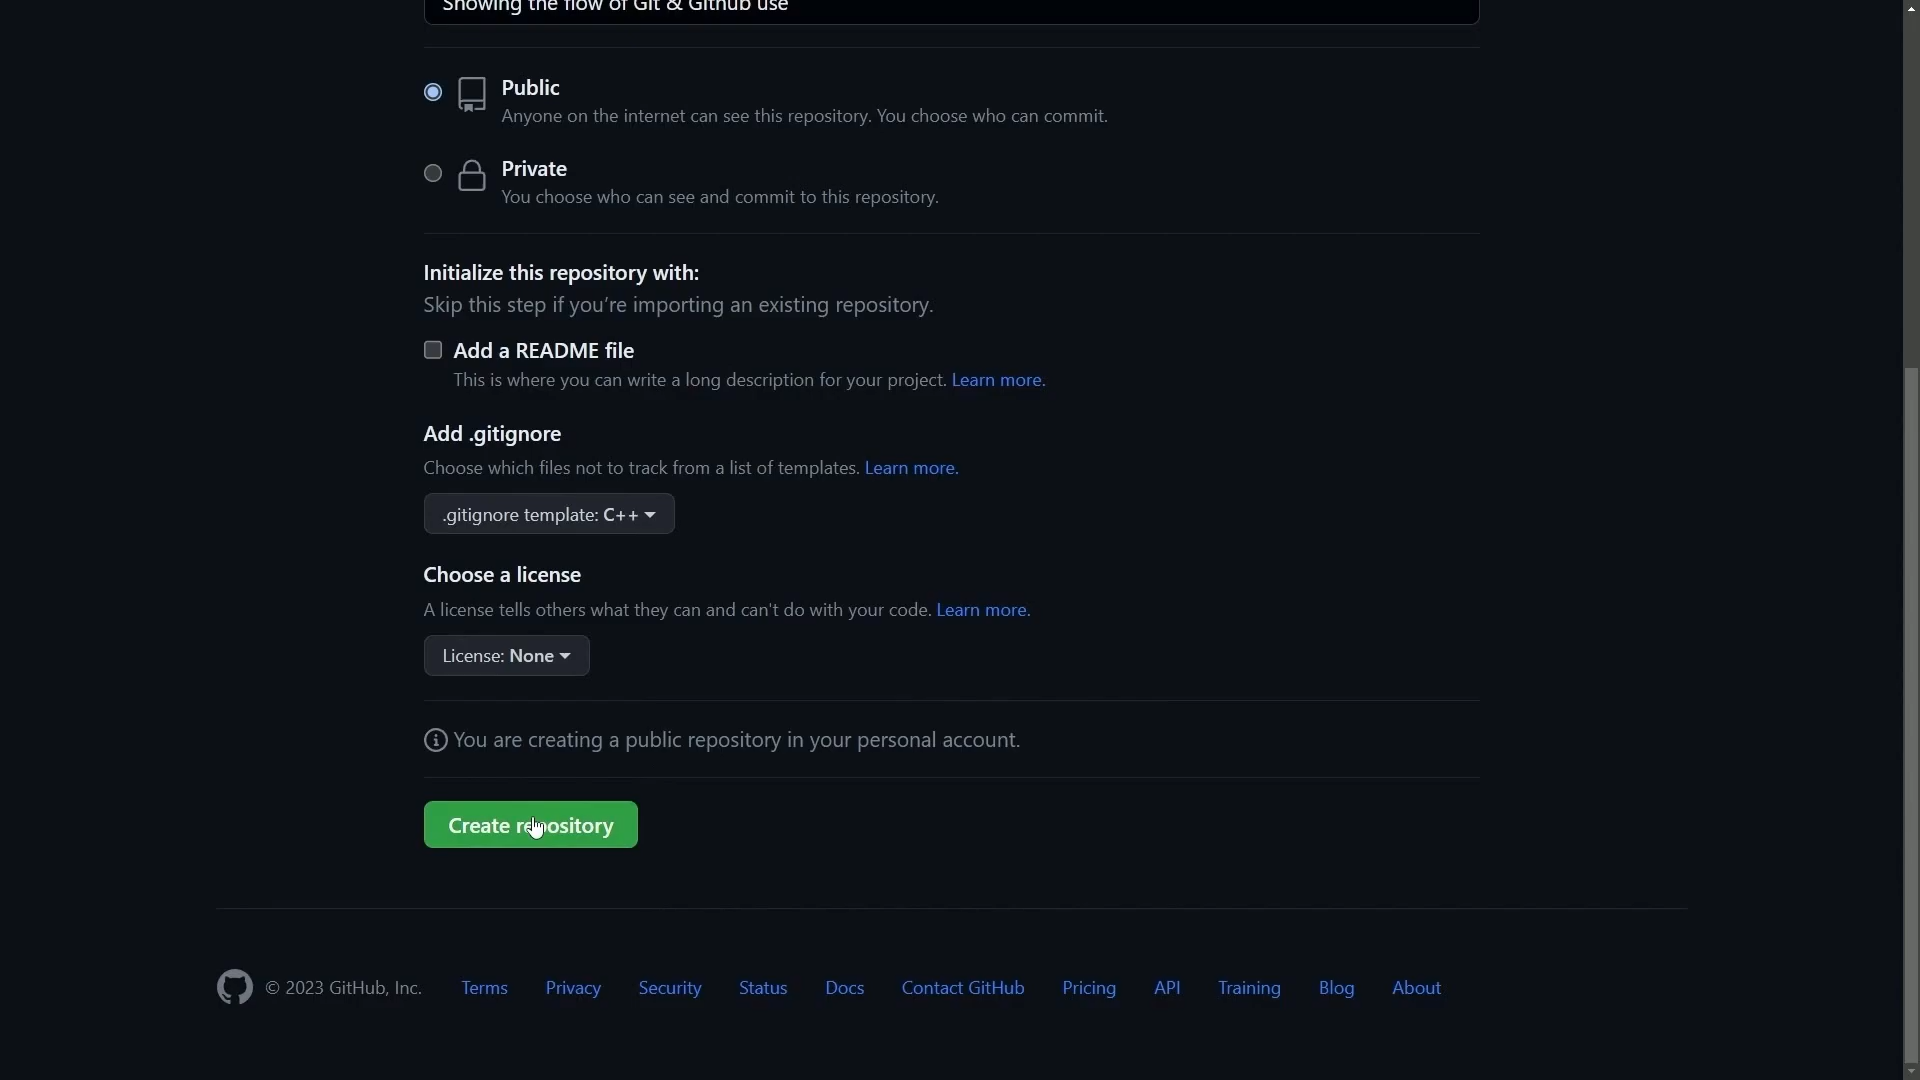 Showing the flow of Git & Github use
Public
Anyone on the internet can see this repository. You choose who can commit.
Private
You choose who can see and commit to this repository.
Initialize this repository with:
Skip this step if you're importing an existing repository.
Add a README file
This is where you can write a long description for your project. Learn more.
Add .gitignore
Choose which files not to track from a list of templates. Learn more.
.gitignore template: C++
Choose a license
A license tells others what they can and can't do with your code. Learn more.
License: None
You are creating a public repository in your personal account.
Create repository
© 2023 GitHub, Inc. Terms Privacy Security Status Docs Contact GitHub Pricing API Training Blog About